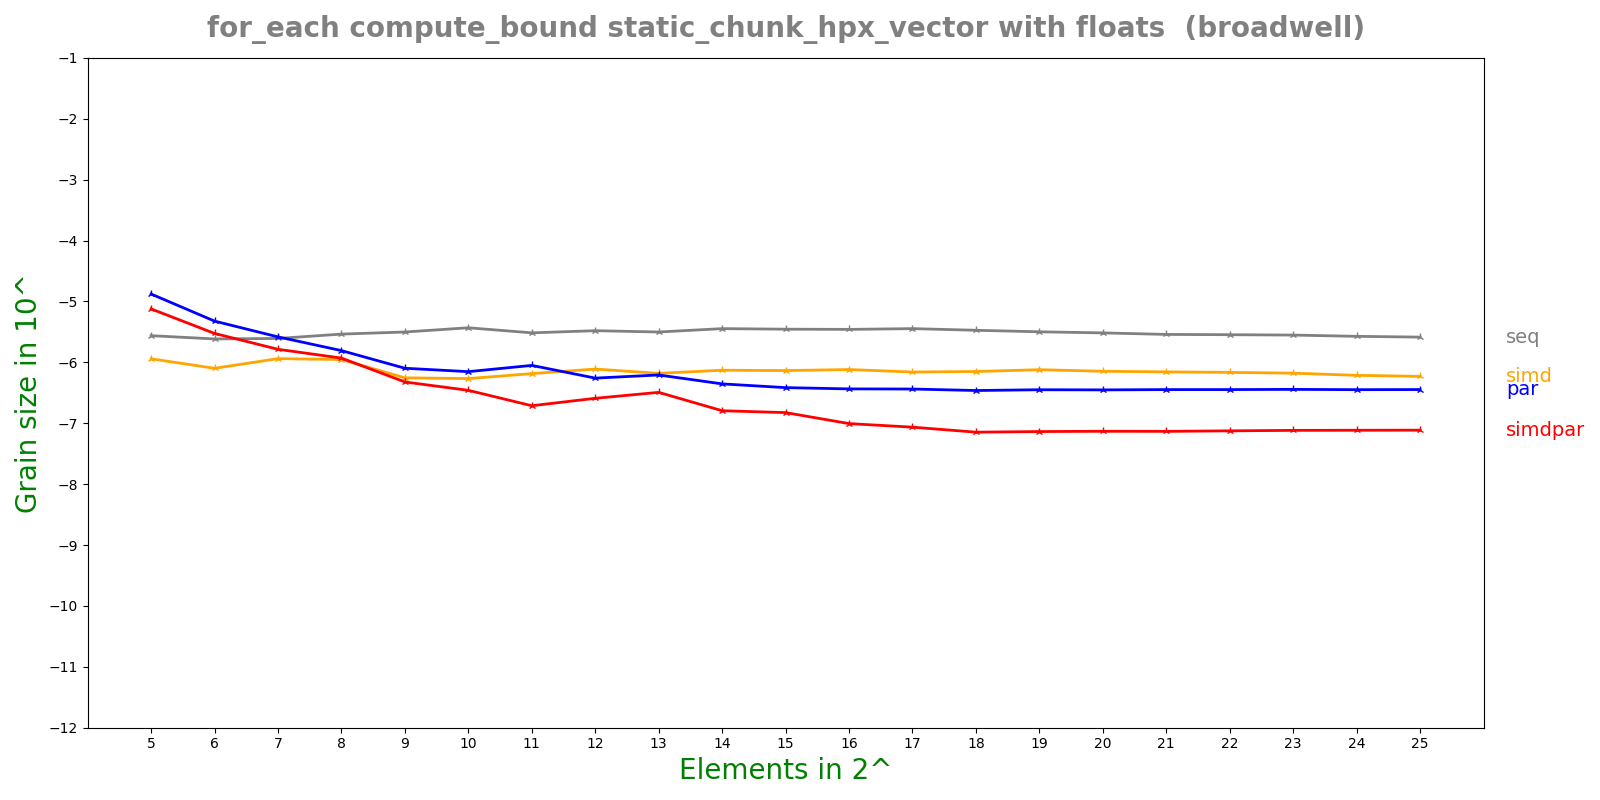 for_each compute_bound static_chunk_hpx_vector with floats  (broadwell)
Grain size in 10^
−1
−2
−3
−4
−5
−6
−7
−8
−9
−10
−11
−12
seq
simd
par
simdpar
5 6 7 8 9 10 11 12 13 14 15 16 17 18 19 20 21 22 23 24 25
Elements in 2^